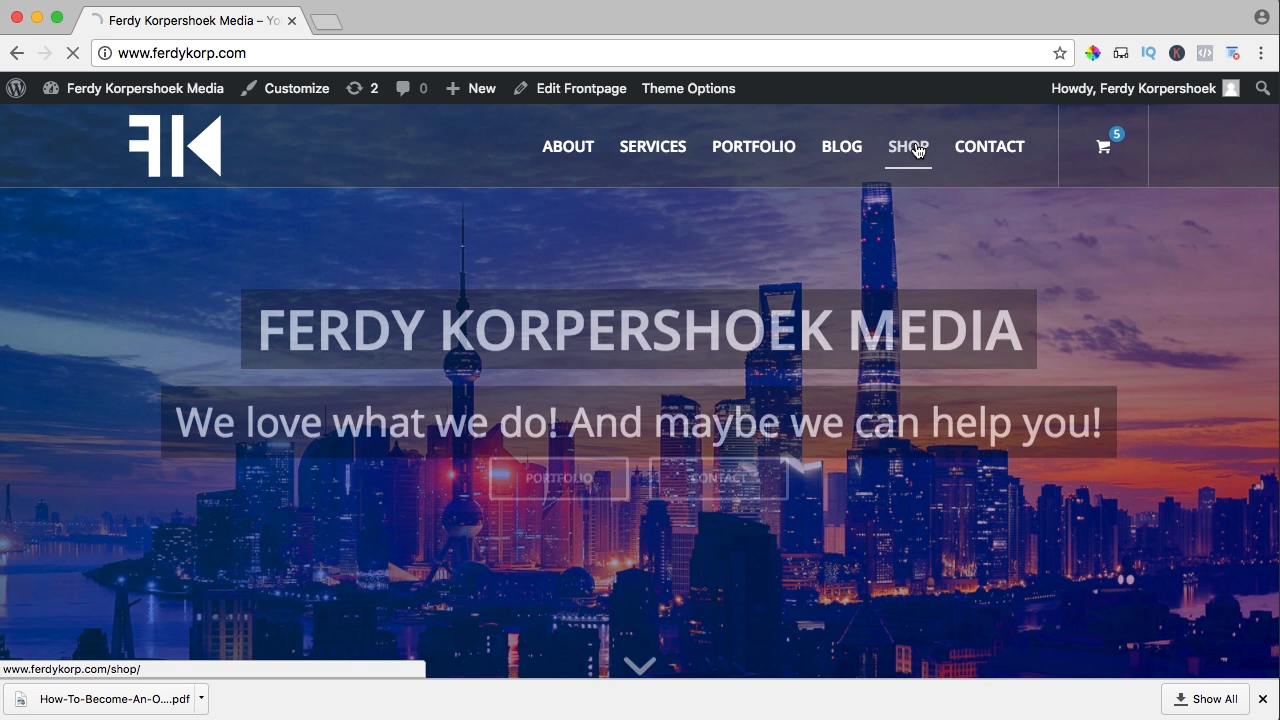 Ferdy Korpershoek Media – Yo
www.ferdykorp.com
Ferdy Korpershoek Media Customize 2 0 New Edit Frontpage Theme Options Howdy, Ferdy Korpershoek
ABOUT SERVICES PORTFOLIO BLOG SHOP CONTACT 5
FERDY KORPERSHOEK MEDIA
We love what we do! And maybe we can help you!
PORTFOLIO CONTACT
www.ferdykorp.com/shop/
How-To-Become-An-O....pdf Show All